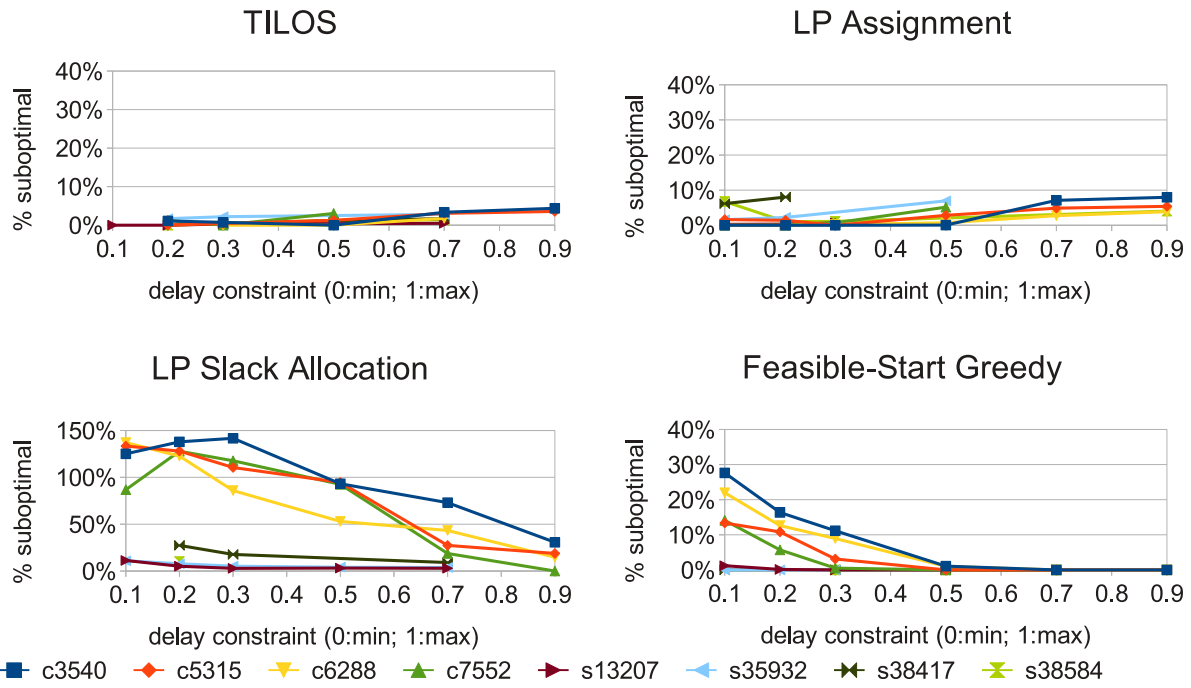 TILOS
% suboptimal
40%
30%
20%
10%
0%
0.1 0.2 0.3 0.4 0.5 0.6 0.7 0.8 0.9
delay constraint (0:min; 1:max)
LP Assignment
% suboptimal
40%
30%
20%
10%
0%
0.1 0.2 0.3 0.4 0.5 0.6 0.7 0.8 0.9
delay constraint (0:min; 1:max)
LP Slack Allocation
% suboptimal
150%
100%
50%
0%
0.1 0.2 0.3 0.4 0.5 0.6 0.7 0.8 0.9
delay constraint (0:min; 1:max)
Feasible-Start Greedy
% suboptimal
40%
30%
20%
10%
0%
0.1 0.2 0.3 0.4 0.5 0.6 0.7 0.8 0.9
delay constraint (0:min; 1:max)
c3540 c5315 c6288 c7552 s13207 s35932 s38417 s38584